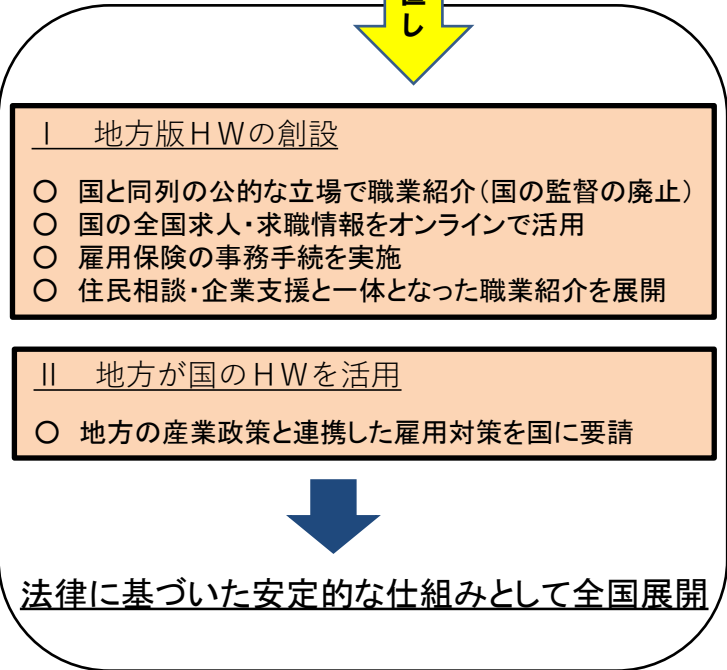 し
Ⅰ　地方版ＨＷの創設
○　国と同列の公的な立場で職業紹介（国の監督の廃止）
○　国の全国求人・求職情報をオンラインで活用
○　雇用保険の事務手続を実施
○　住民相談・企業支援と一体となった職業紹介を展開
Ⅱ　地方が国のＨＷを活用
○　地方の産業政策と連携した雇用対策を国に要請
法律に基づいた安定的な仕組みとして全国展開